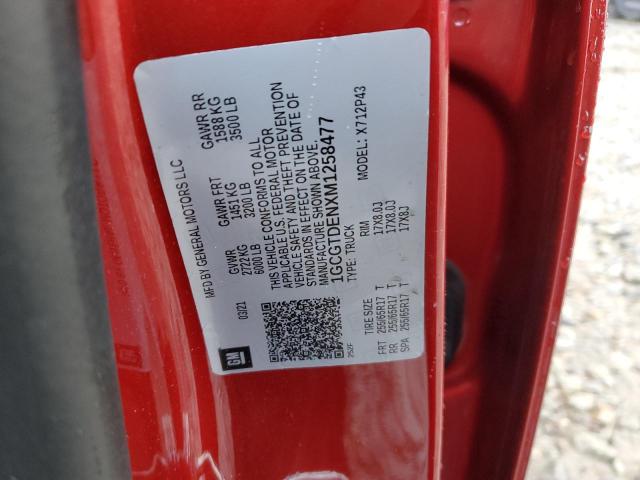 MFD BY GENERAL MOTORS LLC
03/21 GVWR GAWR FRT GAWR RR
2722 KG 1451 KG 1588 KG
6000 LB 3200 LB 3500 LB
THIS VEHICLE CONFORMS TO ALL
APPLICABLE U.S. FEDERAL MOTOR
VEHICLE SAFETY AND THEFT PREVENTION
STANDARDS IN EFFECT ON THE DATE OF
MANUFACTURE SHOWN ABOVE.
1GCGTDENXM1258477
TYPE: TRUCK MODEL: X712P43
GM
TIRE SIZE RIM
FRT 255/65R17 T 17X8.0J
RR 255/65R17 T 17X8.0J
SPA 255/65R17 T 17X8J